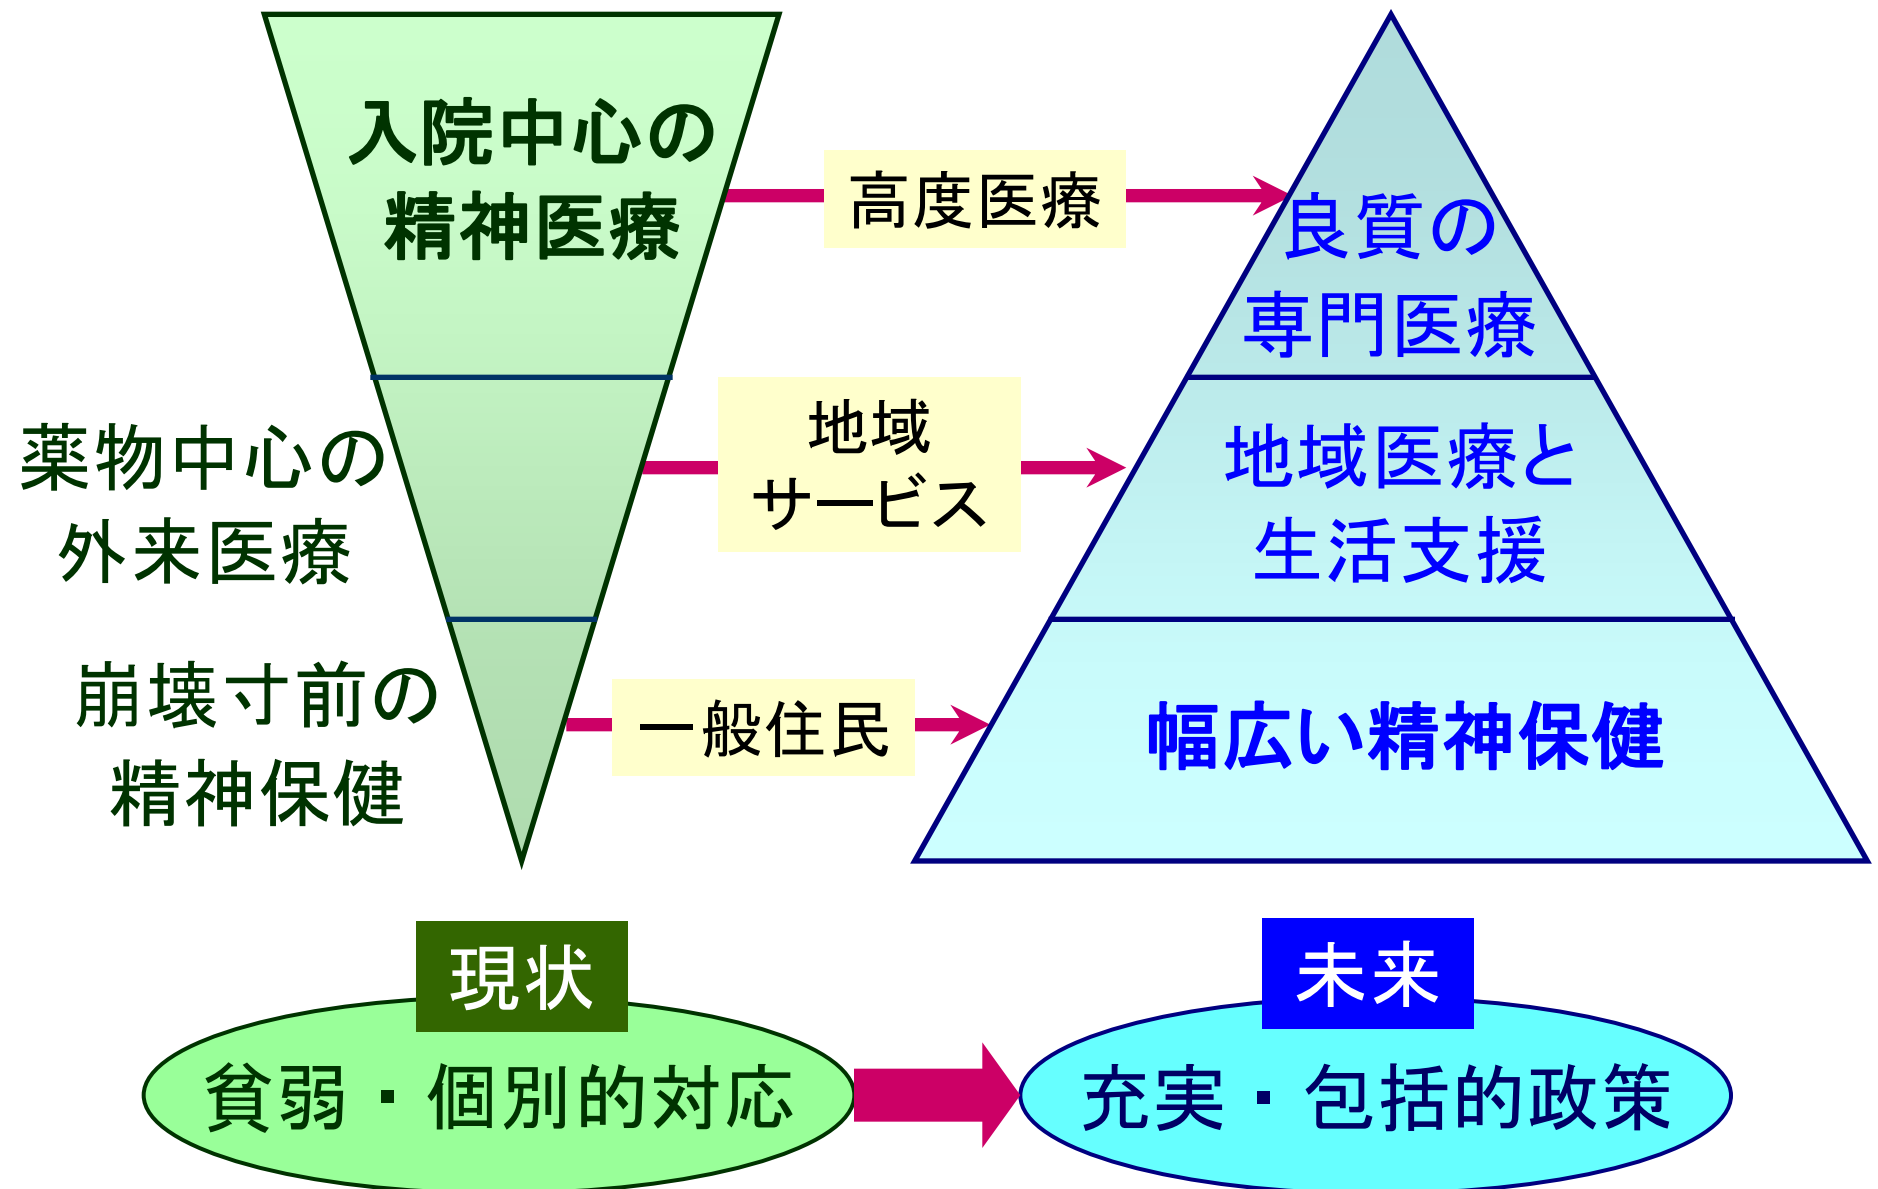 入院中心の
精神医療
薬物中心の
外来医療
崩壊寸前の
精神保健
高度医療
地域
サービス
一般住民
良質の
専門医療
地域医療と
生活支援
幅広い精神保健
現状
貧弱・個別的対応
未来
充実・包括的政策